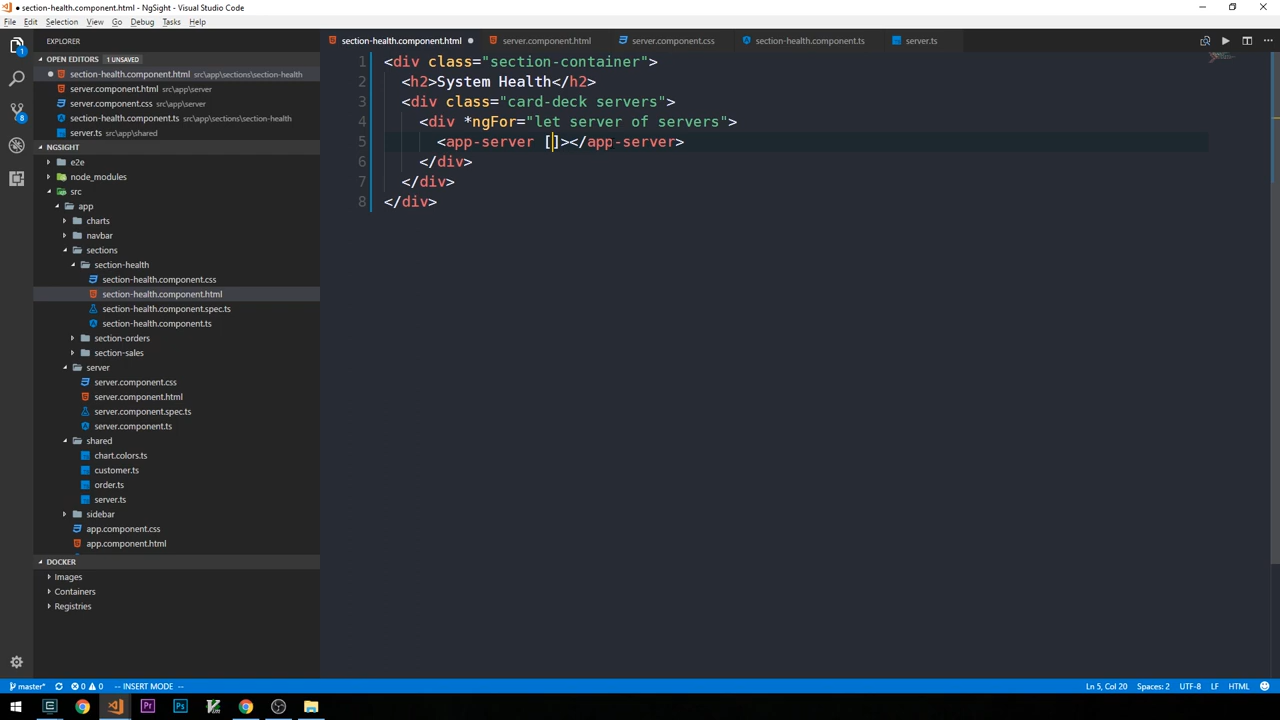 ● section-health.component.html - NgSight - Visual Studio Code
File Edit Selection View Go Debug Tasks Help
EXPLORER
OPEN EDITORS 1 UNSAVED
section-health.component.html src\app\sections\section-health
server.component.html src\app\server
server.component.css src\app\server
section-health.component.ts src\app\sections\section-health
server.ts src\app\shared
NGSIGHT
e2e
node_modules
src
app
charts
navbar
sections
section-health
section-health.component.css
section-health.component.html
section-health.component.spec.ts
section-health.component.ts
section-orders
section-sales
server
server.component.css
server.component.html
server.component.spec.ts
server.component.ts
shared
chart.colors.ts
customer.ts
order.ts
server.ts
sidebar
app.component.css
app.component.html
DOCKER
Images
Containers
Registries
1
8
section-health.component.html ● server.component.html server.component.css section-health.component.ts server.ts
1 <div class="section-container">
2 <h2>System Health</h2>
3 <div class="card-deck servers">
4 <div *ngFor="let server of servers">
5 <app-server []></app-server>
6 </div>
7 </div>
8 </div>
master* 0 0 -- INSERT MODE -- Ln 5, Col 20 Spaces: 2 UTF-8 LF HTML
Pr Ps